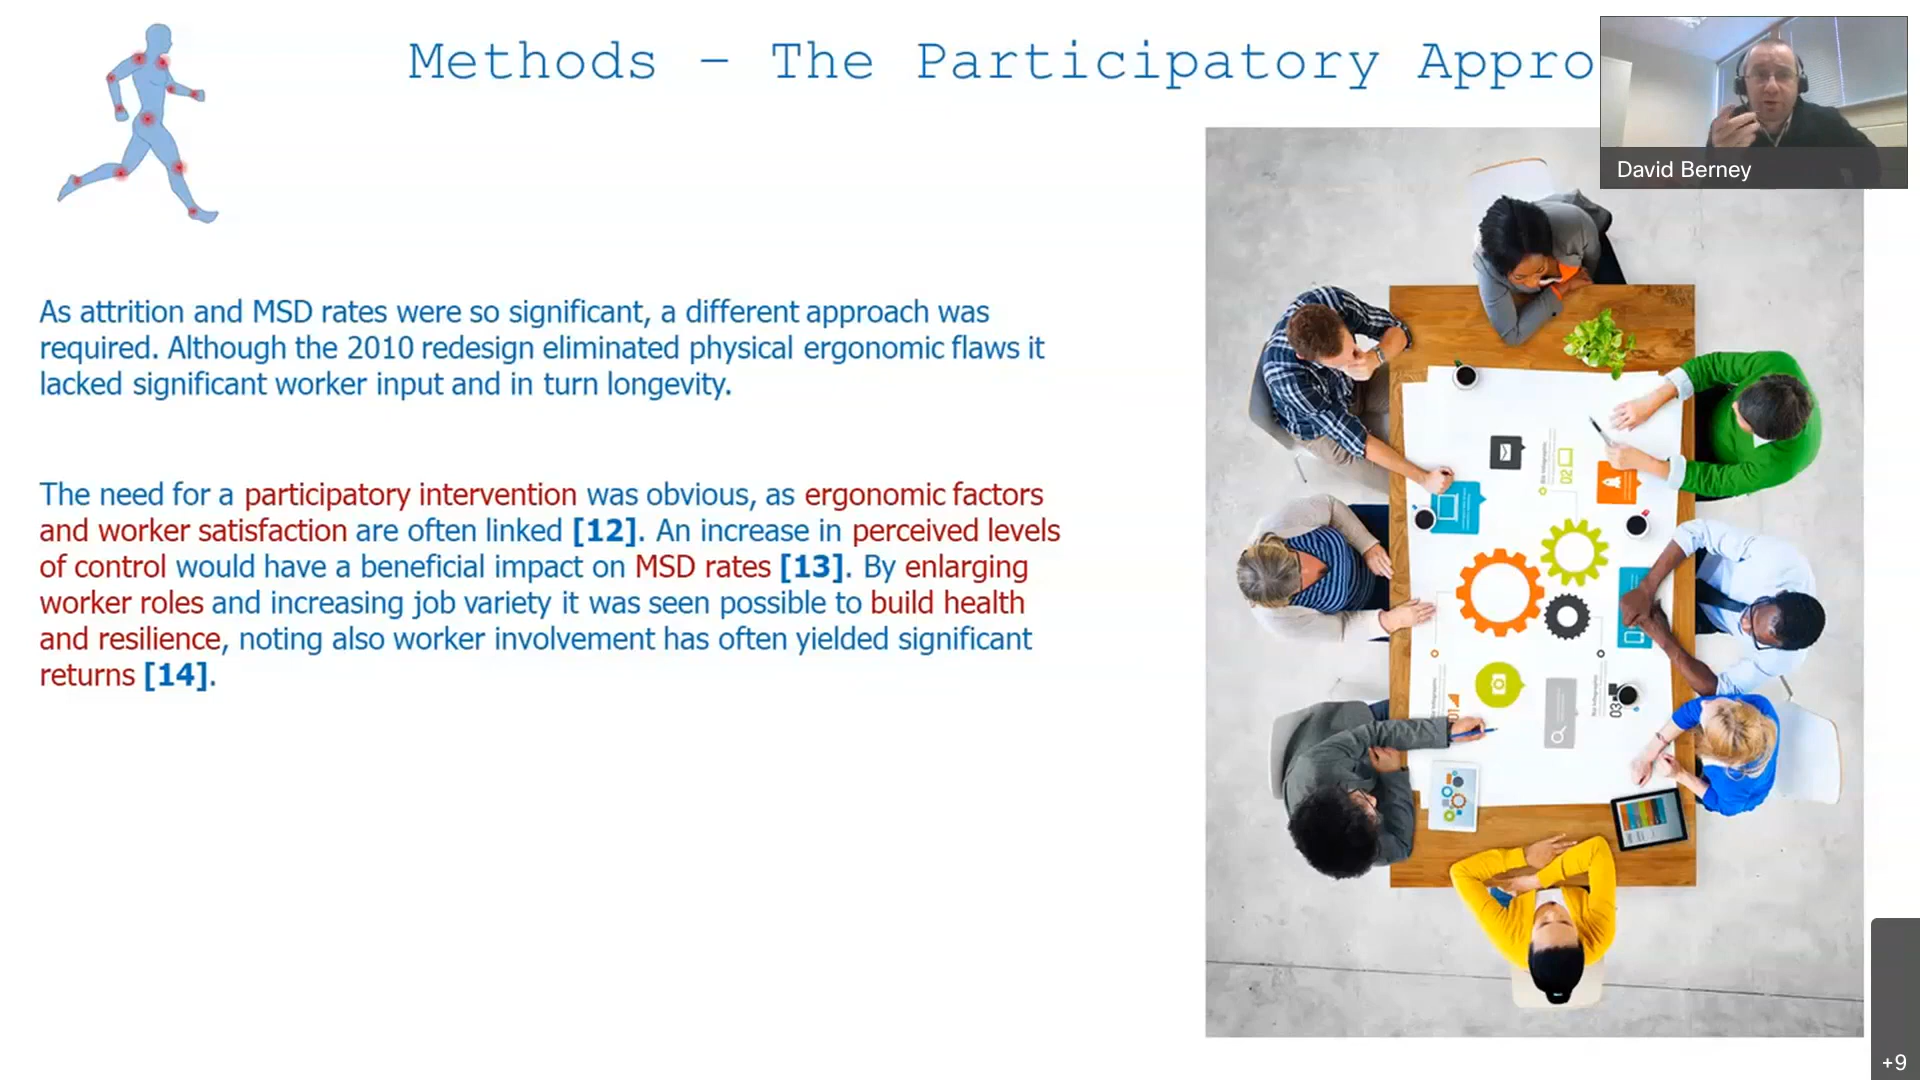 Methods – The Participatory Appro
David Berney
As attrition and MSD rates were so significant, a different approach was
required. Although the 2010 redesign eliminated physical ergonomic flaws it
lacked significant worker input and in turn longevity.
The need for a participatory intervention was obvious, as ergonomic factors
and worker satisfaction are often linked [12]. An increase in perceived levels
of control would have a beneficial impact on MSD rates [13]. By enlarging
worker roles and increasing job variety it was seen possible to build health
and resilience, noting also worker involvement has often yielded significant
returns [14].
02
01
03
+9